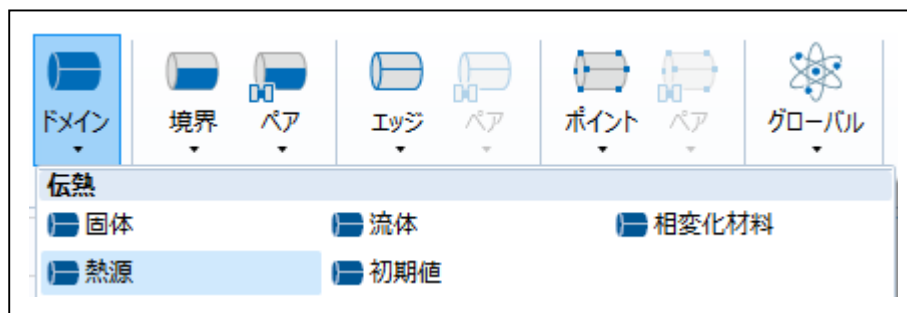 ドメイン 境界 ペア エッジ ペア ポイント ペア グローバル
伝熱
固体 流体 相変化材料
熱源 初期値